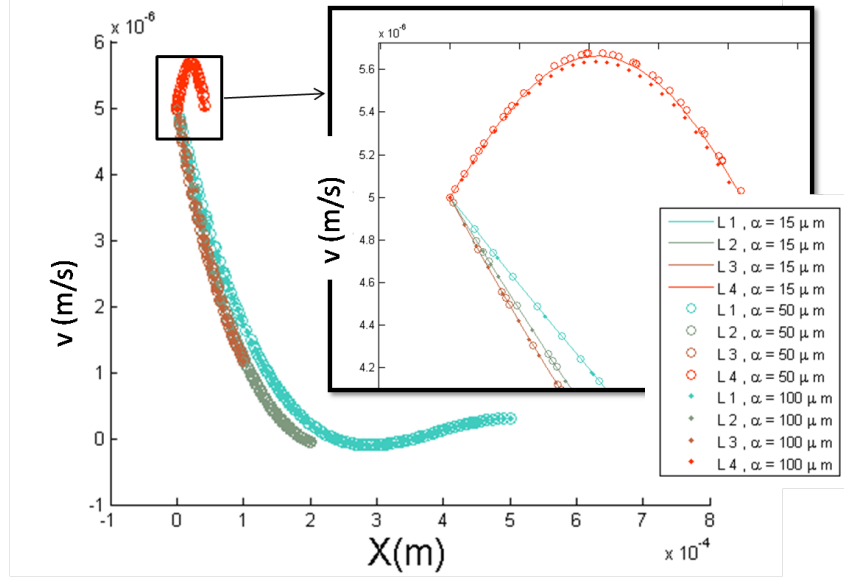 x 10⁻⁶
6
5
4
3
2
1
0
-1
v (m/s)
-1 0 1 2 3 4 5 6 7 8
X(m)
x 10⁻⁴
x 10⁻⁶
5.6
5.4
5.2
5
4.8
4.6
4.4
4.2
v (m/s)
L 1 , α = 15 μ m
L 2 , α = 15 μ m
L 3 , α = 15 μ m
L 4 , α = 15 μ m
L 1 , α = 50 μ m
L 2 , α = 50 μ m
L 3 , α = 50 μ m
L 4 , α = 50 μ m
L 1 , α = 100 μ m
L 2 , α = 100 μ m
L 3 , α = 100 μ m
L 4 , α = 100 μ m